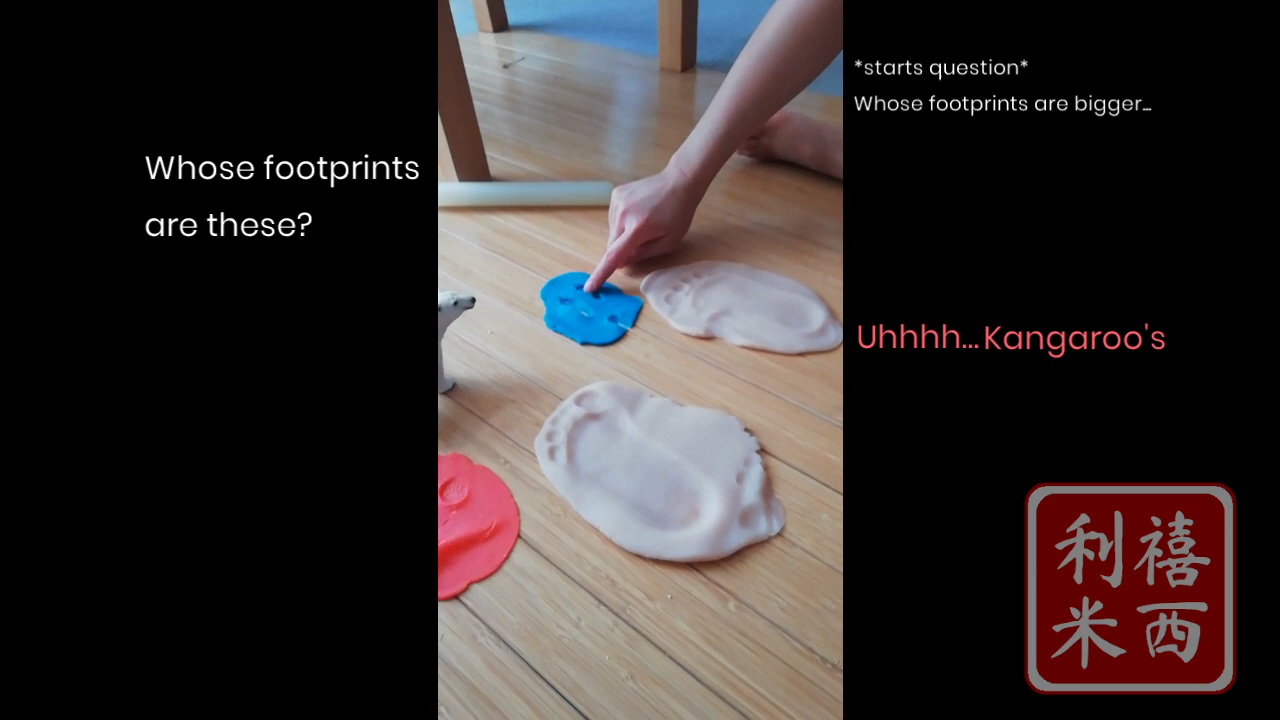 Whose footprints
are these?
*starts question*
Whose footprints are bigger...
Uhhhh... Kangaroo's
利禧
米西